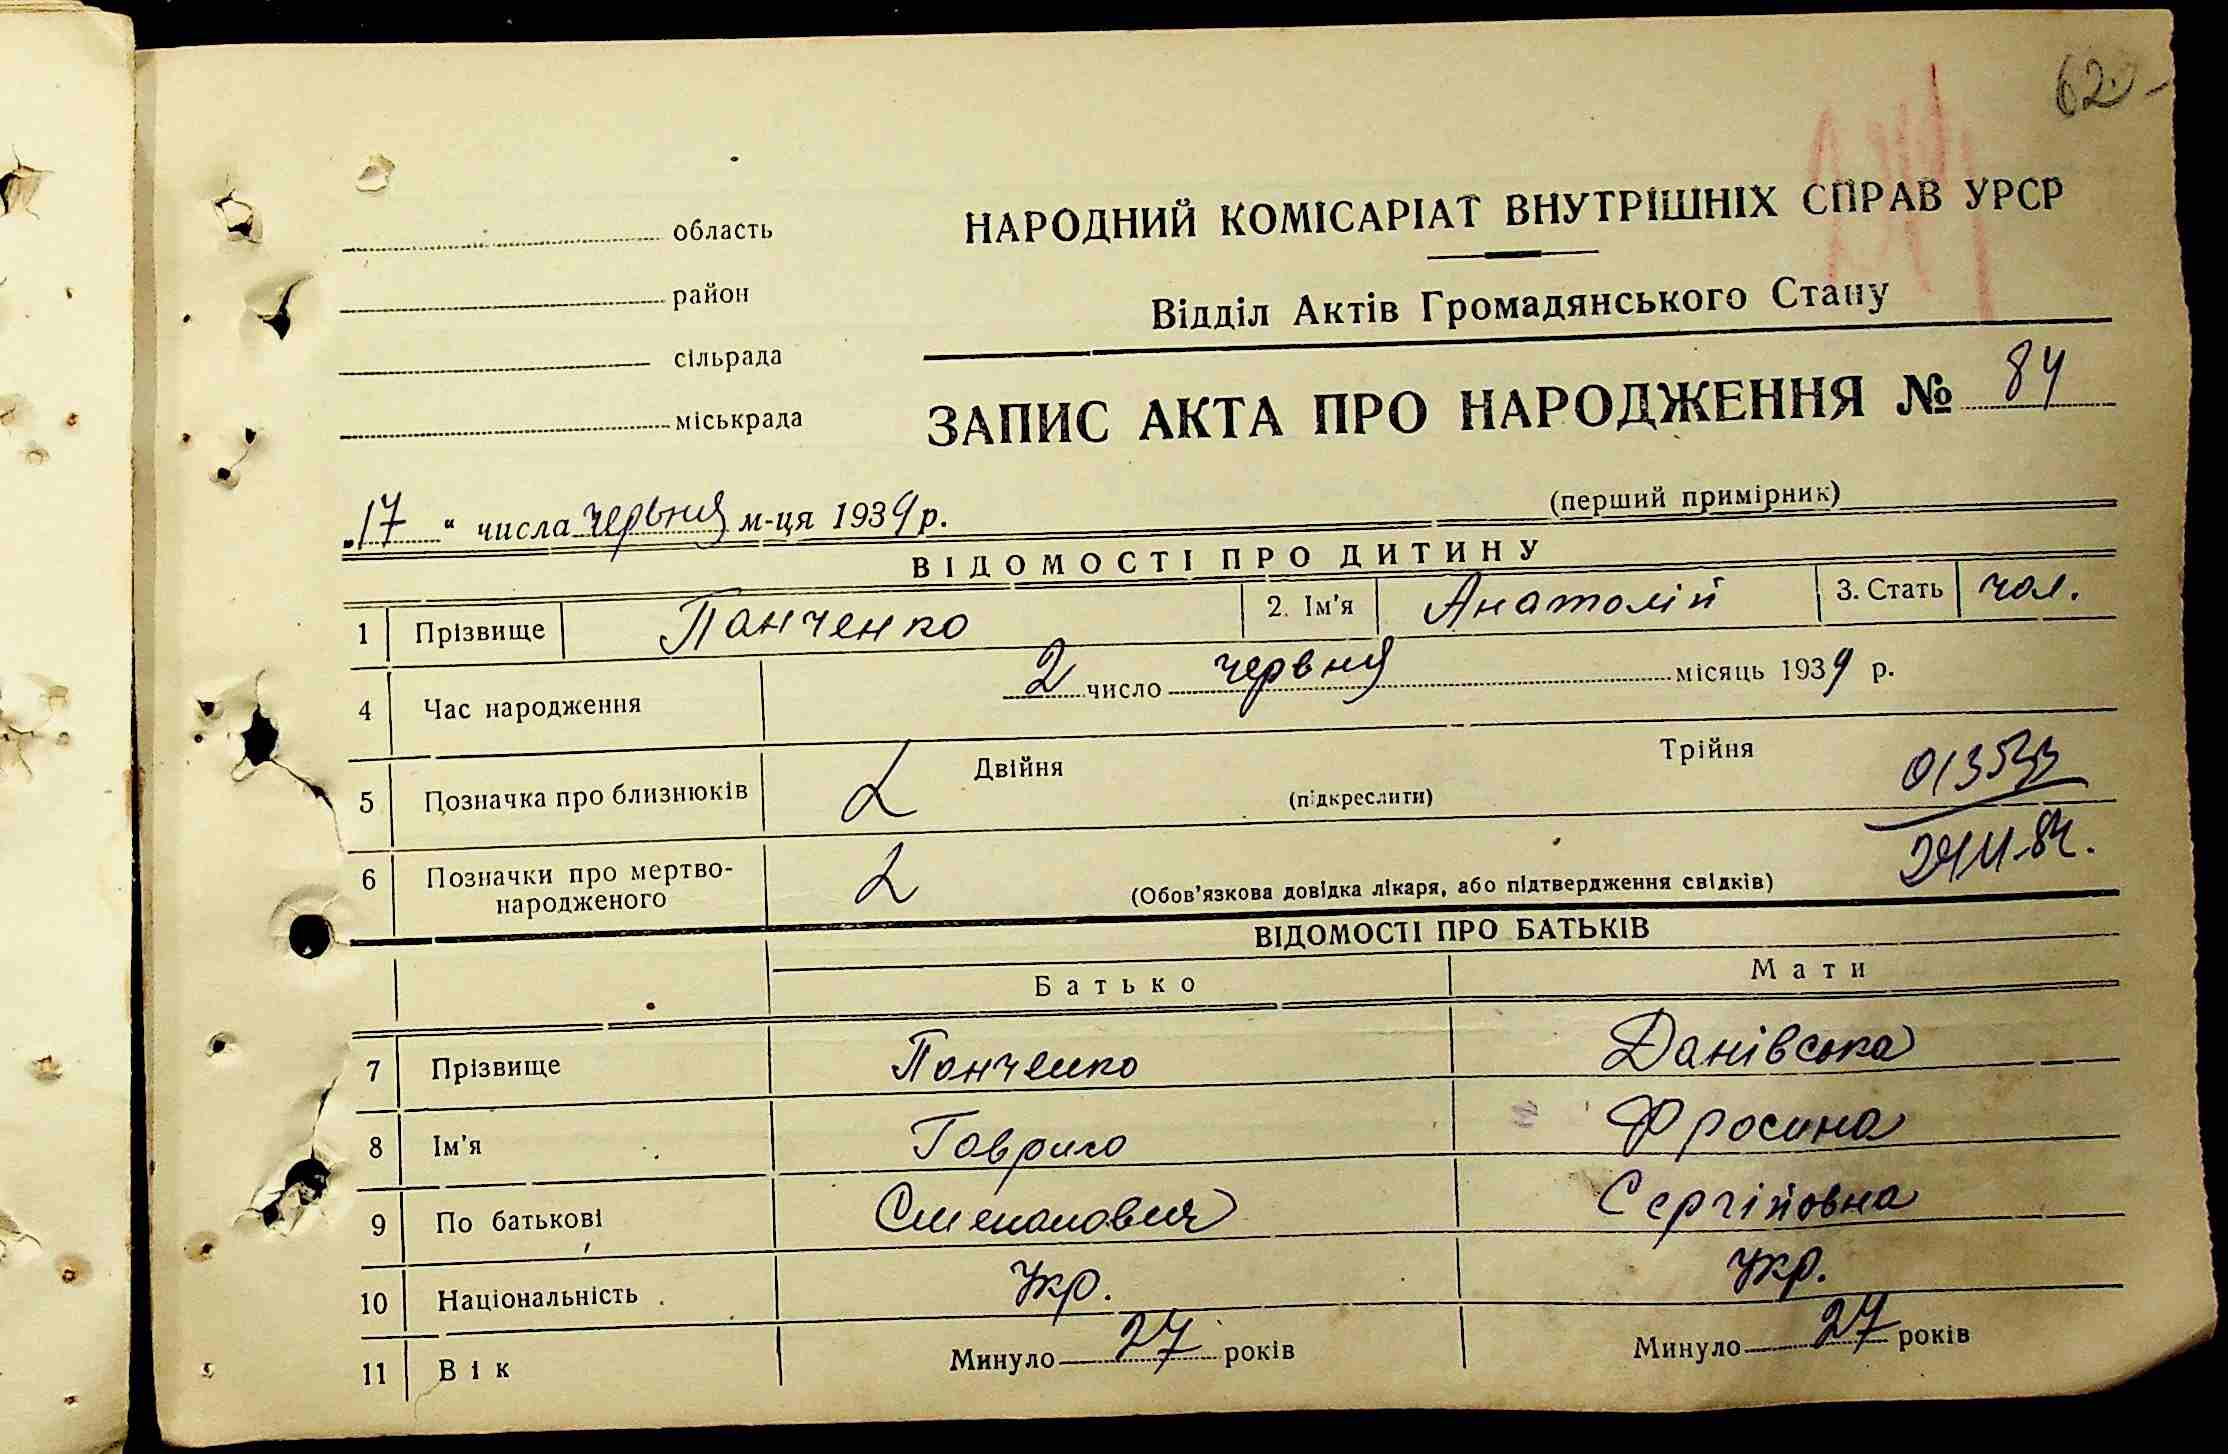 62.
область
НАРОДНИЙ КОМІСАРІАТ ВНУТРІШНІХ СПРАВ УРСР
район
Відділ Актів Громадянського Стану
сільрада
ЗАПИС АКТА ПРО НАРОДЖЕННЯ № 84
міськрада
(перший примірник)
„17“ числа червня м-ця 1939 р.
ВІДОМОСТІ ПРО ДИТИНУ
1 Прізвище Панченко 2. Ім'я Анатолій 3. Стать чол.
4 Час народження 2 число червня місяць 1939 р.
5 Позначка про близнюків Двійня (підкреслити) Трійня
6 Позначки про мертво-
народженого (Обов'язкова довідка лікаря, або підтвердження свідків)
ВІДОМОСТІ ПРО БАТЬКІВ
Батько Мати
7 Прізвище Панченко Данівська
8 Ім'я Гаврило Фросина
9 По батькові Степанович Сергійовна
10 Національність Укр. Укр.
11 Вік Минуло 27 років Минуло 27 років